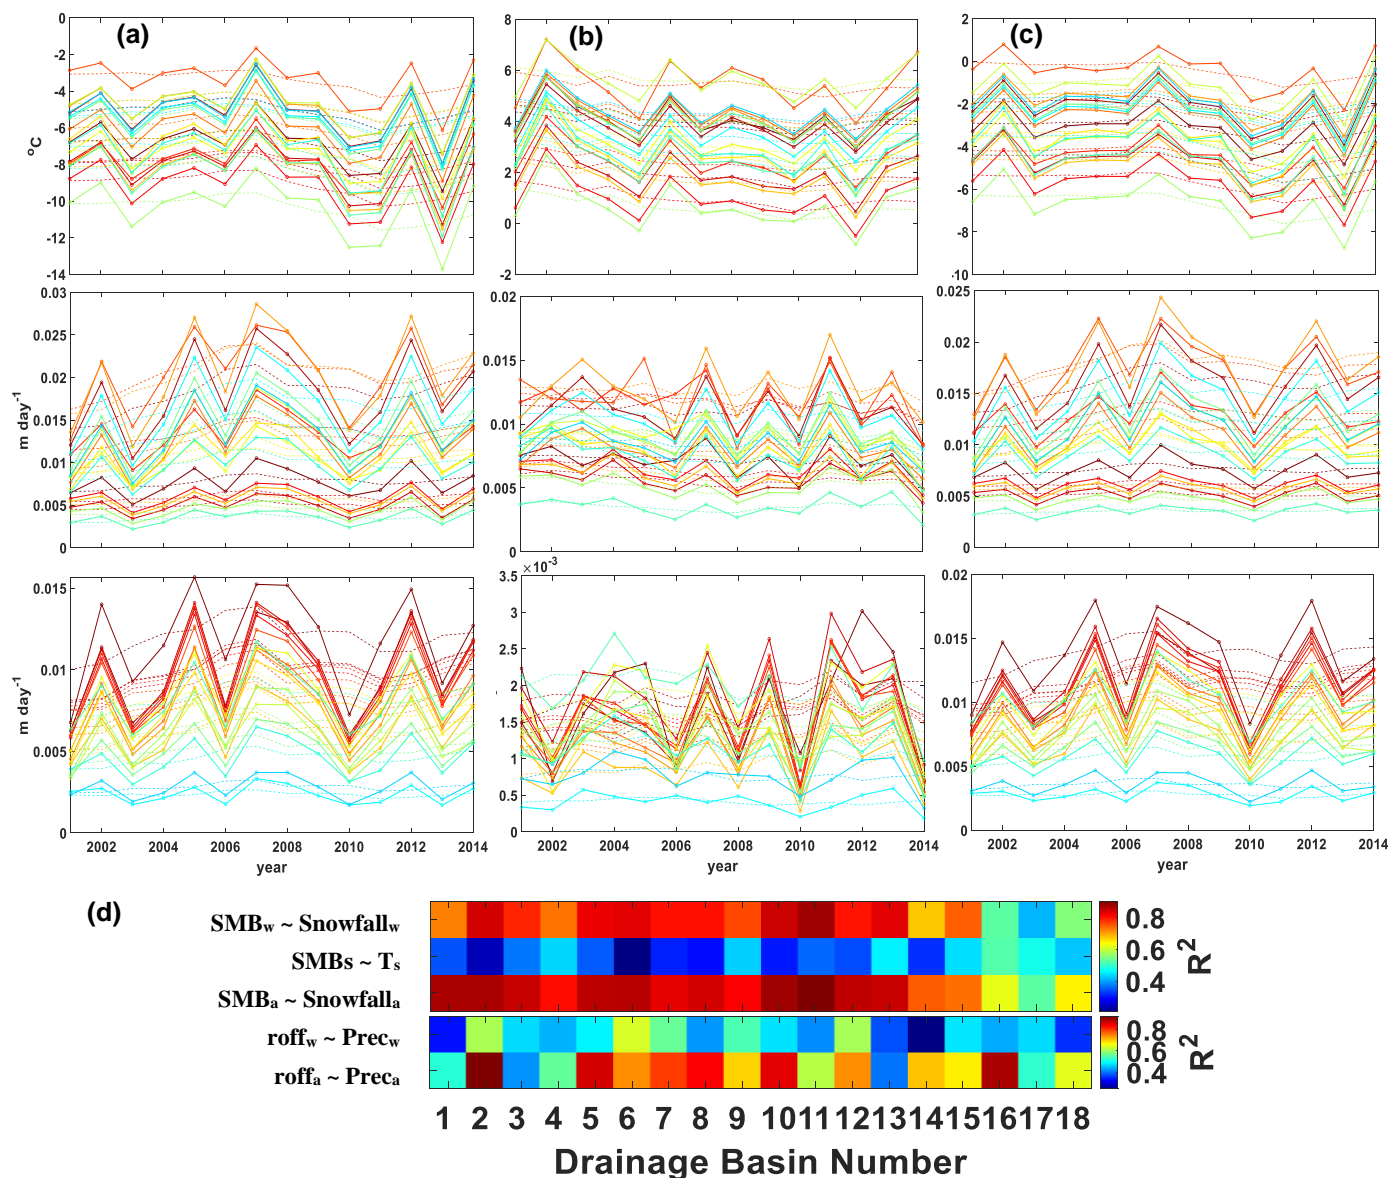 (a)
(b)
(c)
0
-2
-4
-6
-8
-10
-12
-14
°C
8
6
4
2
0
-2
2
0
-2
-4
-6
-8
-10
0.03
0.025
0.02
0.015
0.01
0.005
0
m day-1
0.02
0.015
0.01
0.005
0
0.025
0.02
0.015
0.01
0.005
0
0.015
0.01
0.005
0
m day-1
×10-3
3.5
3
2.5
2
1.5
1
0.5
0
0.02
0.015
0.01
0.005
0
2002 2004 2006 2008 2010 2012 2014
year
2002 2004 2006 2008 2010 2012 2014
year
2002 2004 2006 2008 2010 2012 2014
year
(d)
SMBw ~ Snowfallw
SMBs ~ Ts
SMBa ~ Snowfalla
roffw ~ Precw
roffa ~ Preca
0.8
0.6
0.4
R2
0.8
0.6
0.4
R2
1 2 3 4 5 6 7 8 9 10 11 12 13 14 15 16 17 18
Drainage Basin Number